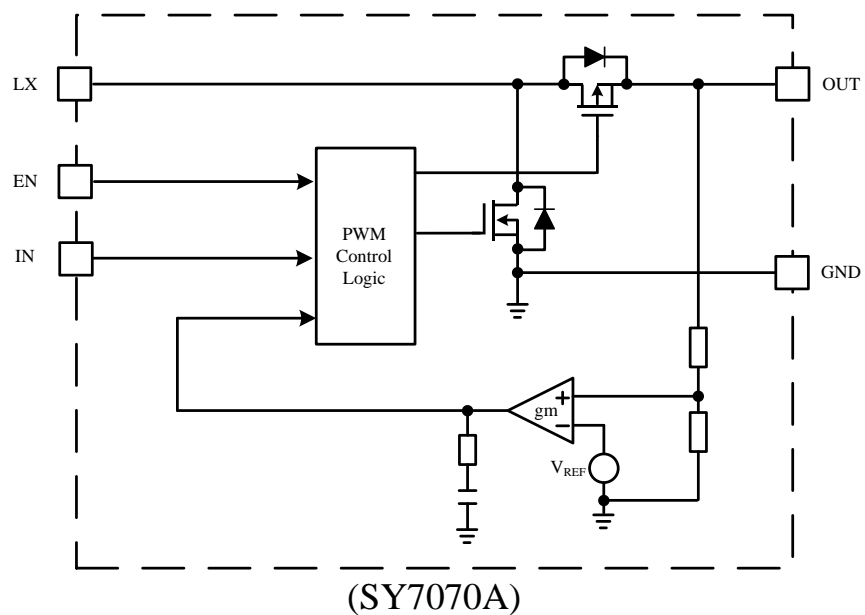 LX
OUT
EN
IN
PWM
Control
Logic
GND
gm
+
−
VREF
(SY7070A)